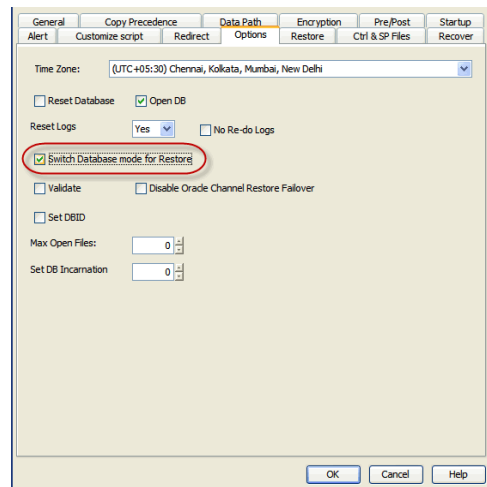 General Copy Precedence Data Path Encryption Pre/Post Startup
Alert Customize script Redirect Options Restore Ctrl & SP Files Recover
Time Zone: (UTC+05:30) Chennai, Kolkata, Mumbai, New Delhi
Reset Database Open DB
Reset Logs Yes No Re-do Logs
Switch Database mode for Restore
Validate Disable Oracle Channel Restore Failover
Set DBID
Max Open Files: 0
Set DB Incarnation 0
OK Cancel Help